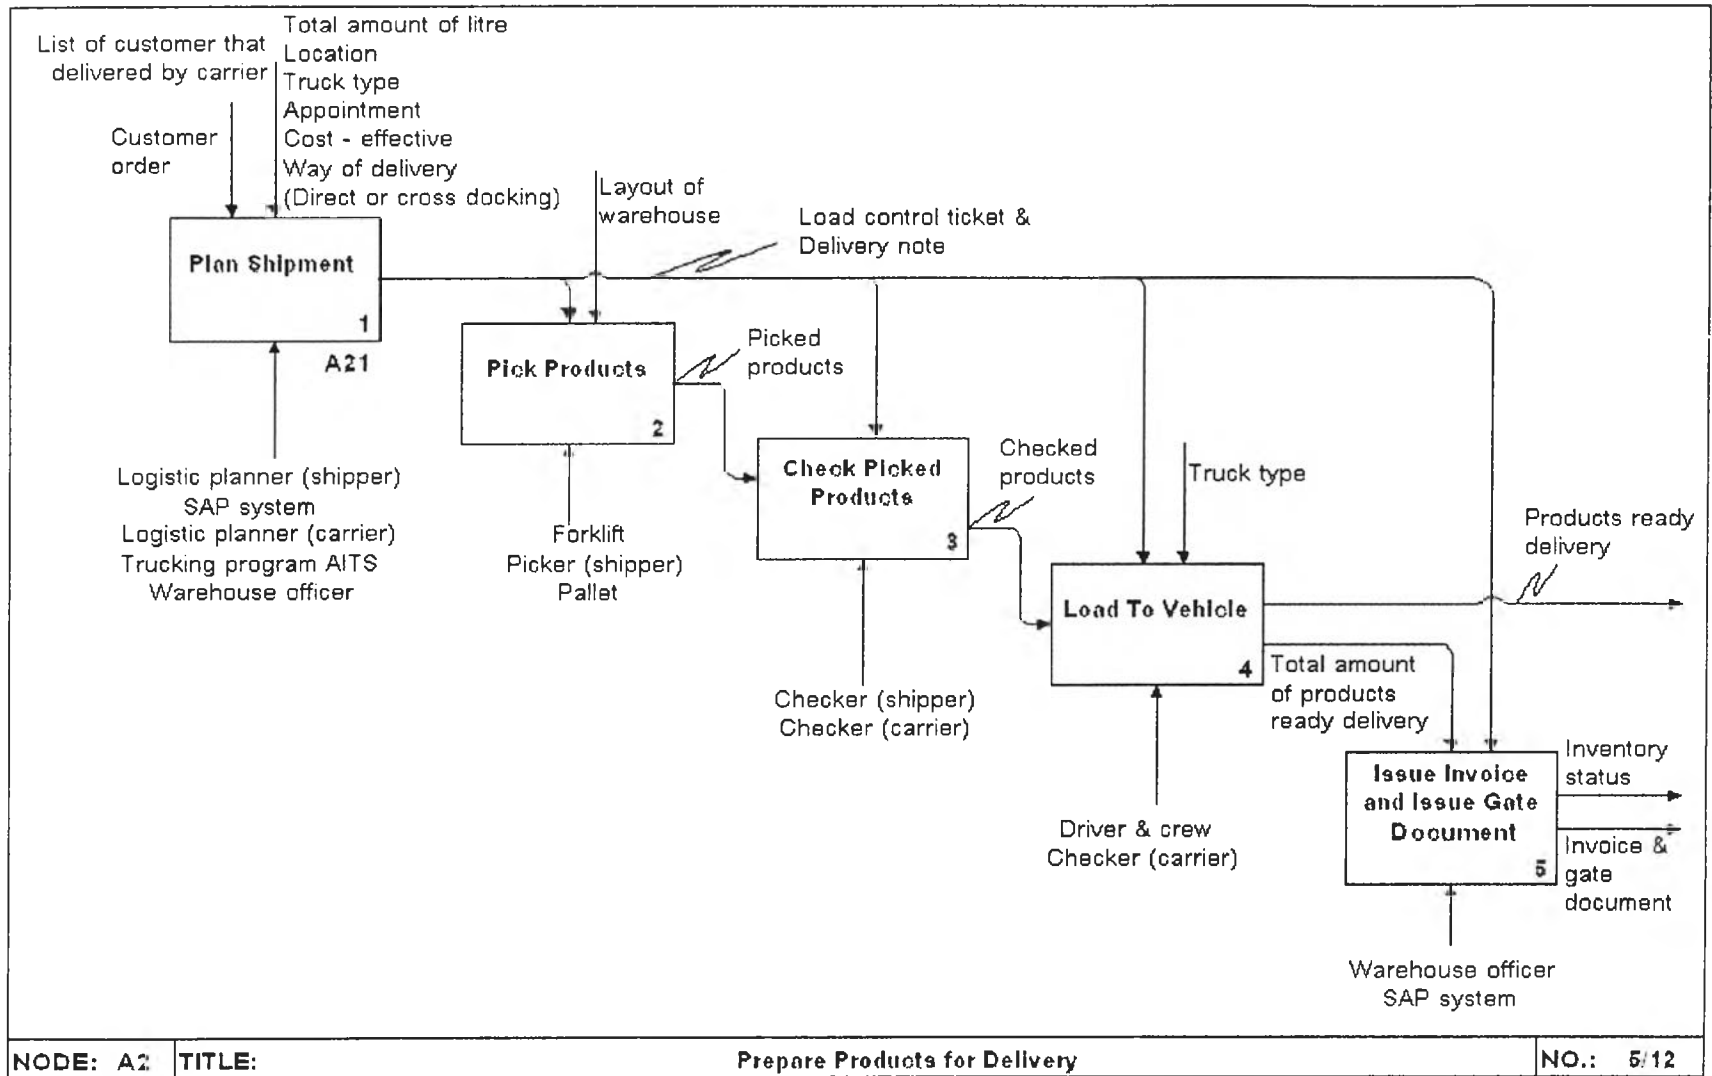 List of customer that
delivered by carrier
Total amount of litre
Location
Truck type
Appointment
Cost - effective
Way of delivery
(Direct or cross docking)
Customer
order
Layout of
warehouse
Load control ticket &
Delivery note
Plan Shipment
1
A21
Pick Products
2
Picked
products
Check Picked
Products
3
Checked
products
Truck type
Logistic planner (shipper)
SAP system
Logistic planner (carrier)
Trucking program AITS
Warehouse officer
Forklift
Picker (shipper)
Pallet
Products ready
delivery
Load To Vehicle
4
Total amount
of products
ready delivery
Checker (shipper)
Checker (carrier)
Driver & crew
Checker (carrier)
Issue Invoice
and Issue Gate
Document
5
Inventory
status
Invoice &
gate
document
Warehouse officer
SAP system
NODE: A2 TITLE: Prepare Products for Delivery NO.: 5/12